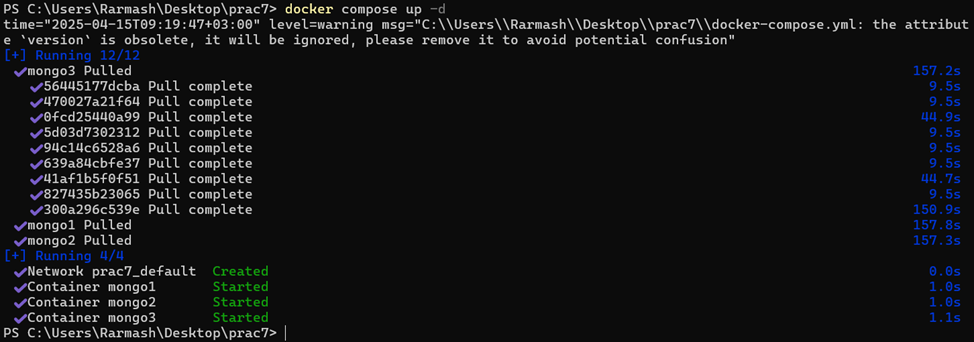 PS C:\Users\Rarmash\Desktop\prac7> docker compose up -d
time="2025-04-15T09:19:47+03:00" level=warning msg="C:\\Users\\Rarmash\\Desktop\\prac7\\docker-compose.yml: the attribut
e `version` is obsolete, it will be ignored, please remove it to avoid potential confusion"
[+] Running 12/12
✔mongo3 Pulled 157.2s
✔56445177dcba Pull complete 9.5s
✔470027a21f64 Pull complete 9.5s
✔0fcd25440a99 Pull complete 44.9s
✔5d03d7302312 Pull complete 9.5s
✔94c14c6528a6 Pull complete 9.5s
✔639a84cbfe37 Pull complete 9.5s
✔41af1b5f0f51 Pull complete 44.7s
✔827435b23065 Pull complete 9.5s
✔300a296c539e Pull complete 150.9s
✔mongo1 Pulled 157.8s
✔mongo2 Pulled 157.3s
[+] Running 4/4
✔Network prac7_default Created 0.0s
✔Container mongo1 Started 1.0s
✔Container mongo2 Started 1.0s
✔Container mongo3 Started 1.1s
PS C:\Users\Rarmash\Desktop\prac7>